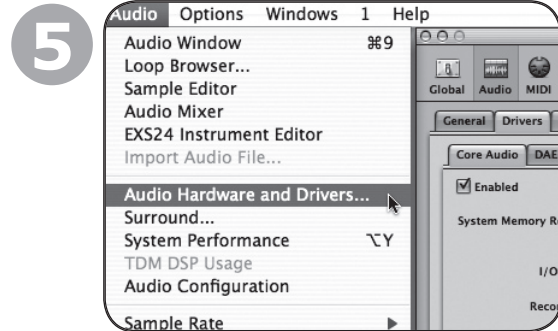 5
Audio Options Windows 1 Help
Audio Window ⌘9
Loop Browser...
Sample Editor
Audio Mixer
EXS24 Instrument Editor
Import Audio File...
Audio Hardware and Drivers...
Surround...
System Performance ⌥Y
TDM DSP Usage
Audio Configuration
Sample Rate
Global Audio MIDI
General Drivers
Core Audio DAE
Enabled
System Memory
I/O